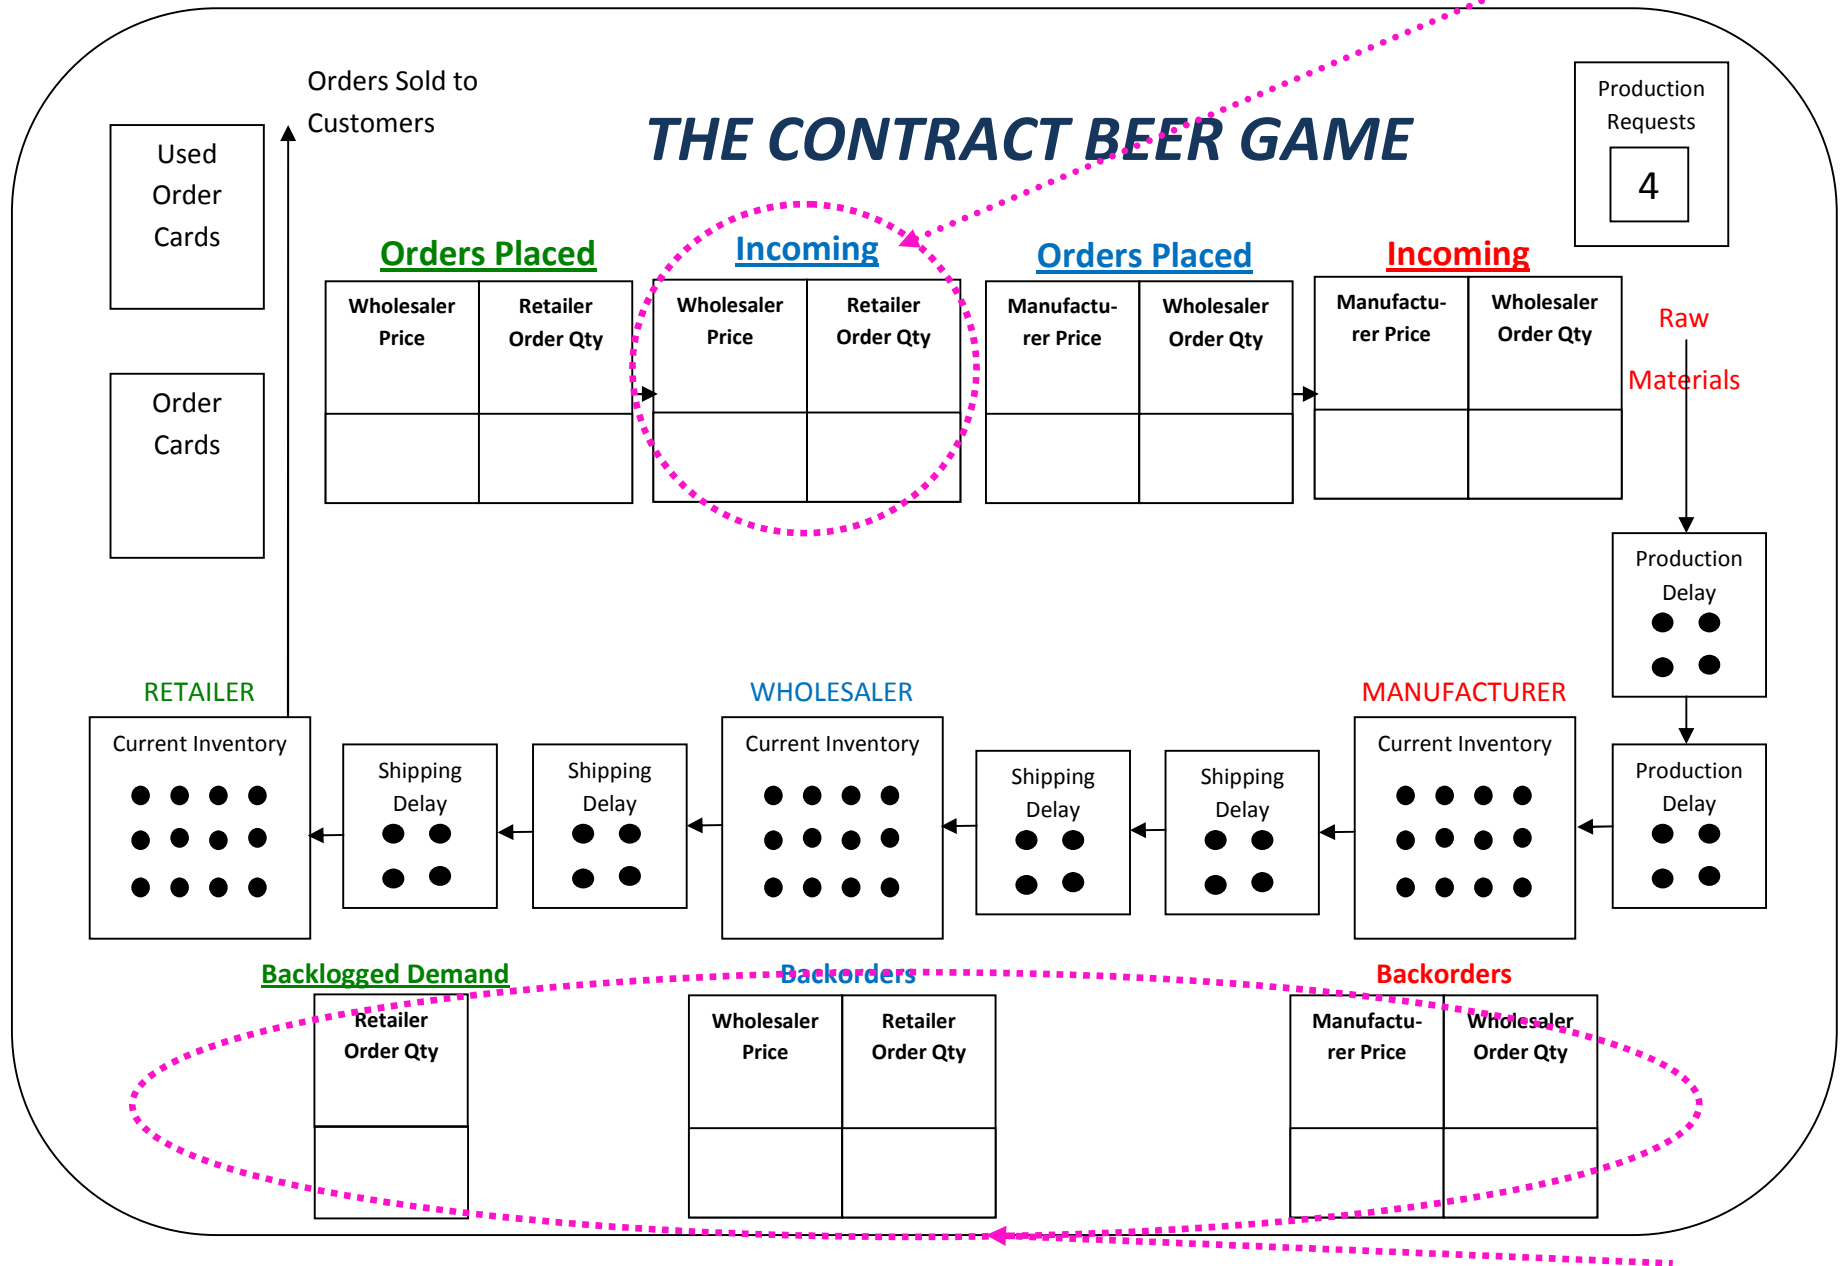 Orders Sold to
Customers
THE CONTRACT BEER GAME
Production
Requests
4
Used
Order
Cards
Order
Cards
Orders Placed
Wholesaler
Price
Retailer
Order Qty
Incoming
Wholesaler
Price
Retailer
Order Qty
Orders Placed
Manufactu-
rer Price
Wholesaler
Order Qty
Incoming
Manufactu-
rer Price
Wholesaler
Order Qty
Raw
Materials
Production
Delay
RETAILER
Current Inventory
Shipping
Delay
Shipping
Delay
WHOLESALER
Current Inventory
Shipping
Delay
Shipping
Delay
MANUFACTURER
Current Inventory
Production
Delay
Backlogged Demand
Retailer
Order Qty
Backorders
Wholesaler
Price
Retailer
Order Qty
Backorders
Manufactu-
rer Price
Wholesaler
Order Qty